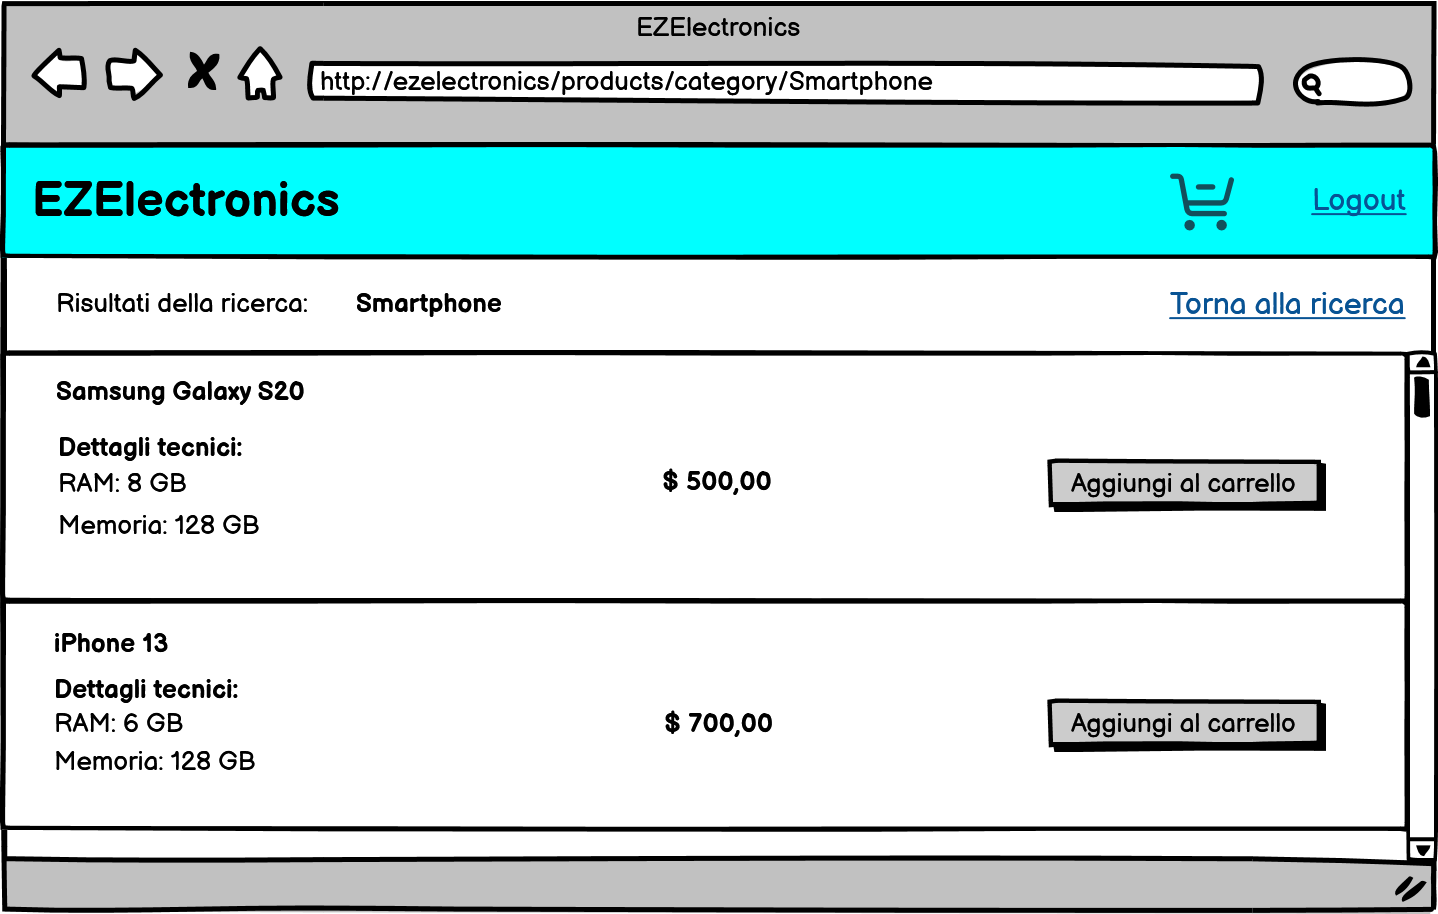 EZElectronics
http://ezelectronics/products/category/Smartphone
EZElectronics
Logout
Risultati della ricerca: Smartphone
Torna alla ricerca
Samsung Galaxy S20
Dettagli tecnici:
RAM: 8 GB
Memoria: 128 GB
$ 500,00
Aggiungi al carrello
iPhone 13
Dettagli tecnici:
RAM: 6 GB
Memoria: 128 GB
$ 700,00
Aggiungi al carrello